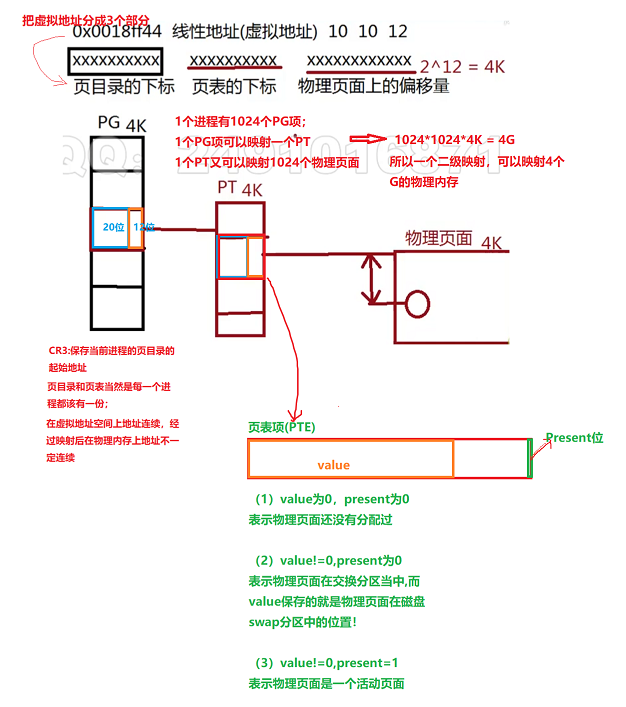 把虚拟地址分成3个部分
0x0018ff44 线性地址(虚拟地址) 10 10 12
xxxxxxxxxx xxxxxxxxxx xxxxxxxxxxxx 2^12 = 4K
页目录的下标 页表的下标 物理页面上的偏移量
PG 4K
1个进程有1024个PG项；
1个PG项可以映射一个PT
1个PT又可以映射1024个物理页面
1024*1024*4K = 4G
所以一个二级映射，可以映射4个
G的物理内存
PT 4K
20位 12位
物理页面 4K
CR3:保存当前进程的页目录的
起始地址
页目录和页表当然是每一个进
程都该有一份；
在虚拟地址空间上地址连续，经
过映射后在物理内存上地址不一
定连续
页表项(PTE)
Present位
value
（1）value为0，present为0
表示物理页面还没有分配过
（2）value!=0,present为0
表示物理页面在交换分区当中,而
value保存的就是物理页面在磁盘
swap分区中的位置！
（3）value!=0,present=1
表示物理页面是一个活动页面